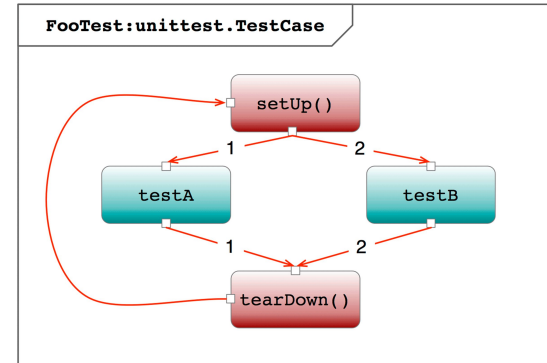 FooTest:unittest.TestCase
setUp()
1
2
testA
testB
1
2
tearDown()